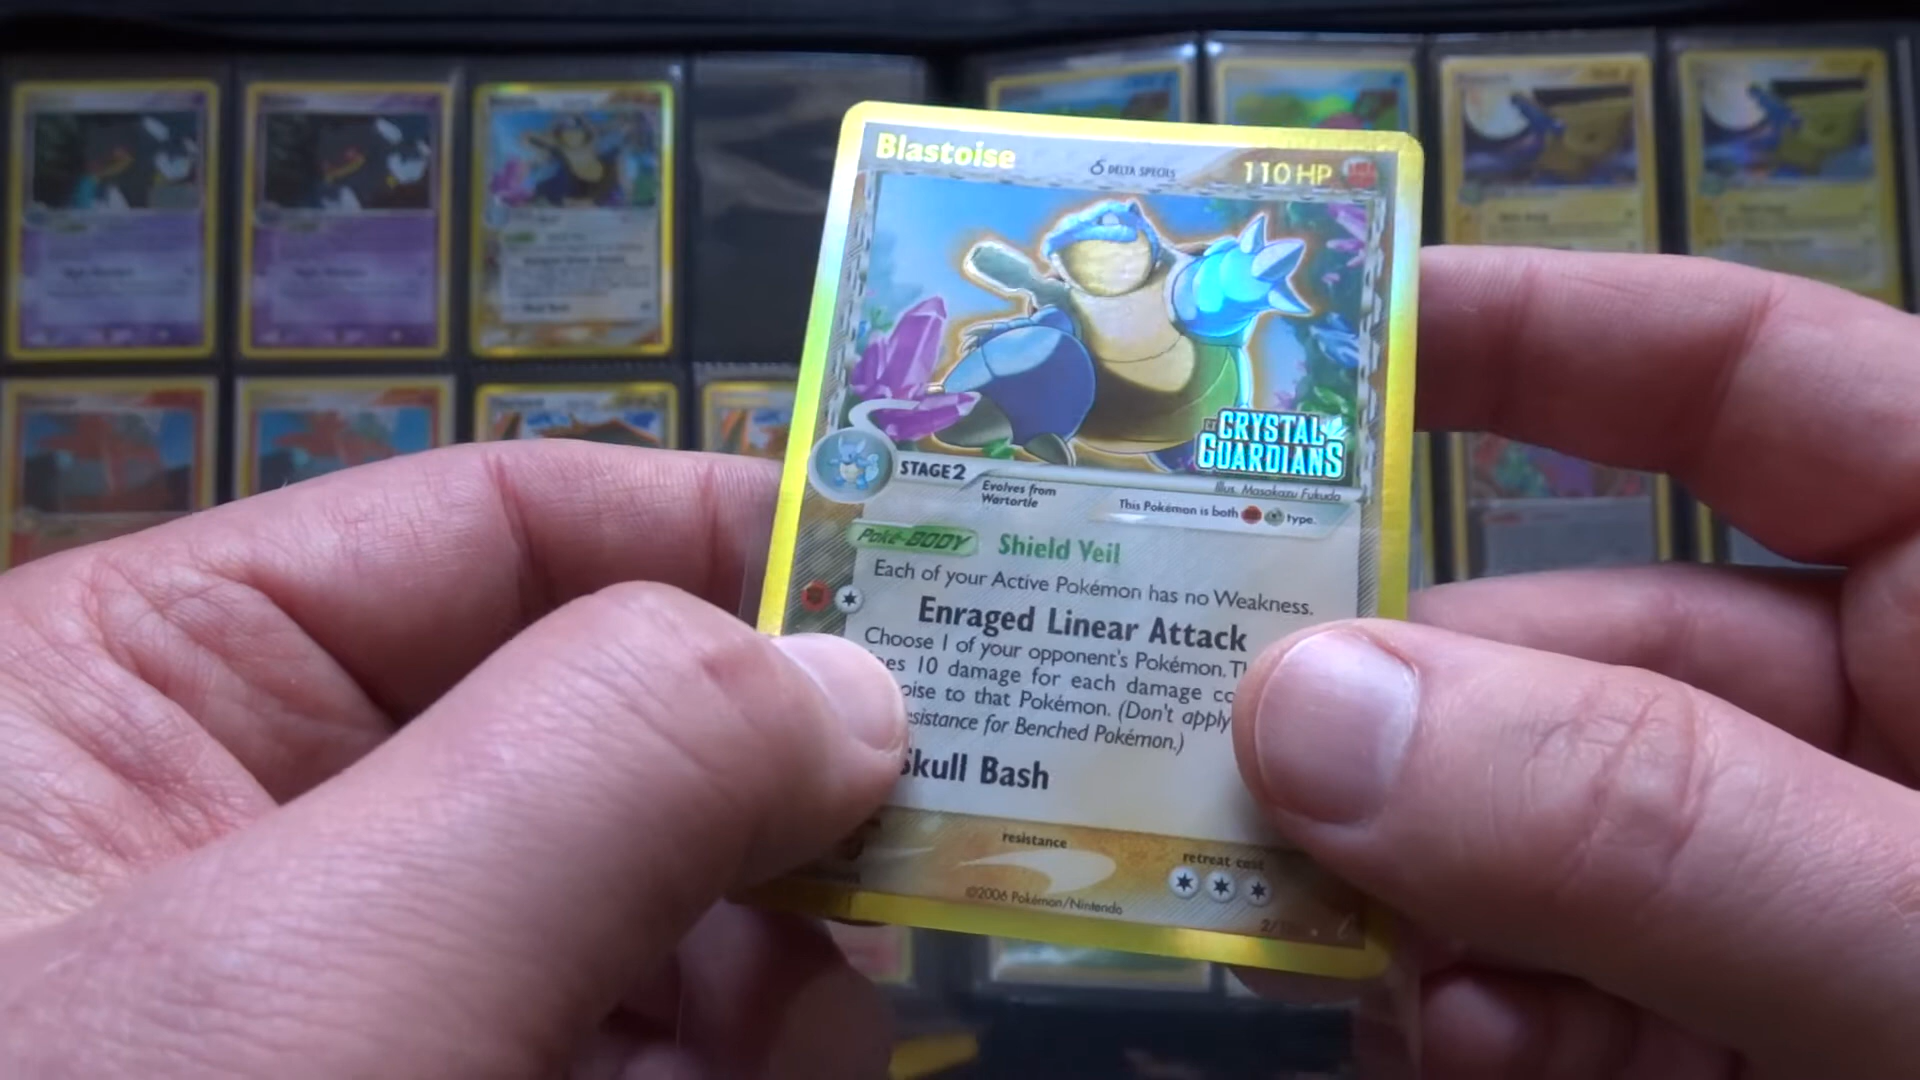 Blastoise
δ DELTA SPECIES
110 HP
EX
CRYSTAL
GUARDIANS
STAGE 2
Evolves from
Wartortle
Illus. Masakazu Fukuda
This Pokémon is both type.
Poké-BODY Shield Veil
Each of your Active Pokémon has no Weakness.
Enraged Linear Attack
Choose 1 of your opponent's Pokémon.
10 damage for each damage
to that Pokémon. (Don't apply
for Benched Pokémon.)
Skull Bash
resistance
retreat cost
©2006 Pokémon/Nintendo